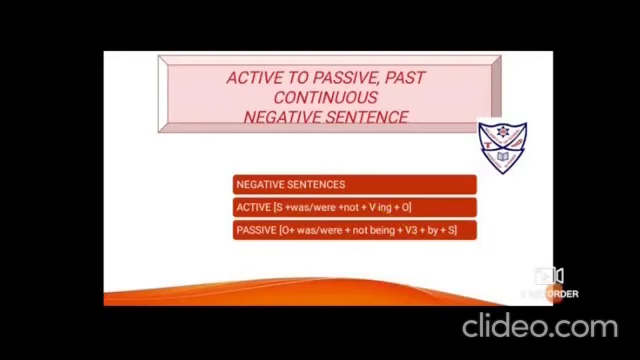 ACTIVE TO PASSIVE, PAST
CONTINUOUS
NEGATIVE SENTENCE
NEGATIVE SENTENCES
ACTIVE [S +was/were +not + V ing + O]
PASSIVE [O+ was/were + not being + V3 + by + S]
RECORDER
clideo.com